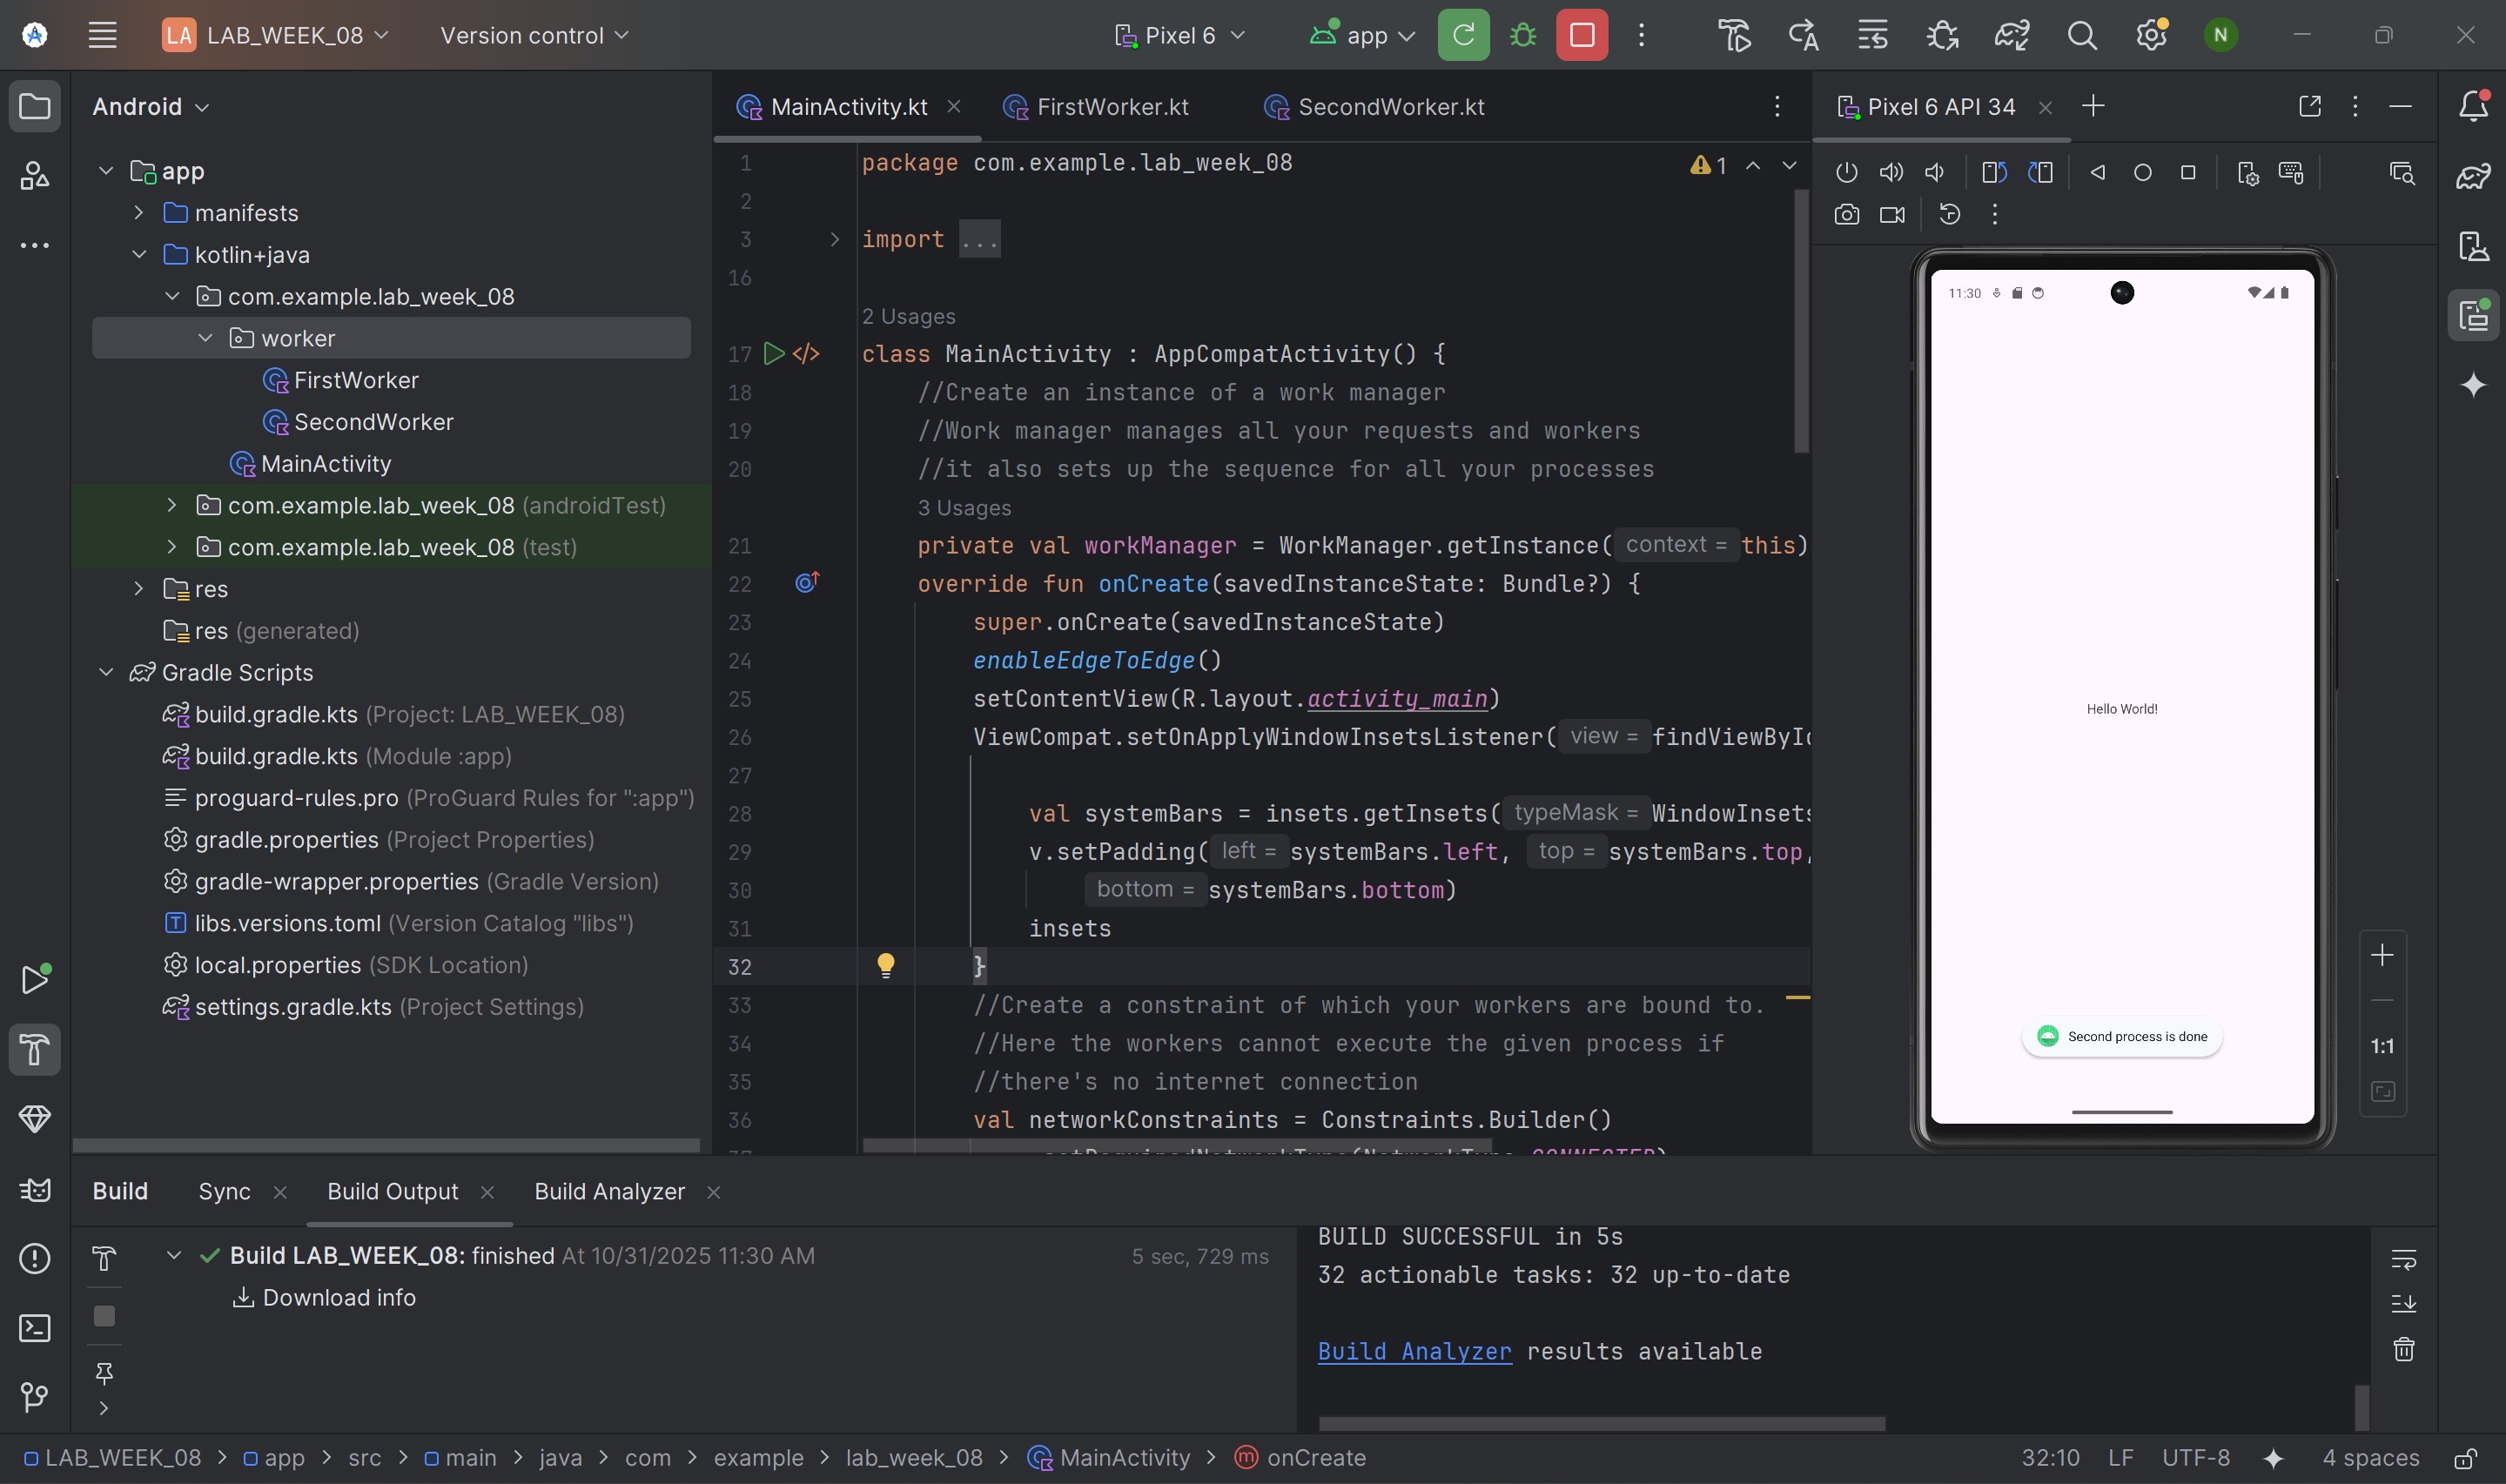 LA LAB_WEEK_08 Version control Pixel 6 app N
Android
app
manifests
kotlin+java
com.example.lab_week_08
worker
FirstWorker
SecondWorker
MainActivity
com.example.lab_week_08 (androidTest)
com.example.lab_week_08 (test)
res
res (generated)
Gradle Scripts
build.gradle.kts (Project: LAB_WEEK_08)
build.gradle.kts (Module :app)
proguard-rules.pro (ProGuard Rules for ":app")
gradle.properties (Project Properties)
gradle-wrapper.properties (Gradle Version)
libs.versions.toml (Version Catalog "libs")
local.properties (SDK Location)
settings.gradle.kts (Project Settings)
MainActivity.kt FirstWorker.kt SecondWorker.kt
1 package com.example.lab_week_08 1
2
3 import ...
16
2 Usages
17 class MainActivity : AppCompatActivity() {
18 //Create an instance of a work manager
19 //Work manager manages all your requests and workers
20 //it also sets up the sequence for all your processes
3 Usages
21 private val workManager = WorkManager.getInstance( context = this)
22 override fun onCreate(savedInstanceState: Bundle?) {
23 super.onCreate(savedInstanceState)
24 enableEdgeToEdge()
25 setContentView(R.layout.activity_main)
26 ViewCompat.setOnApplyWindowInsetsListener( view = findViewById
27
28 val systemBars = insets.getInsets( typeMask = WindowInsets
29 v.setPadding( left = systemBars.left, top = systemBars.top,
30 bottom = systemBars.bottom)
31 insets
32 }
33 //Create a constraint of which your workers are bound to.
34 //Here the workers cannot execute the given process if
35 //there's no internet connection
36 val networkConstraints = Constraints.Builder()
37 .setRequiredNetworkType(NetworkType.CONNECTED)
Pixel 6 API 34
11:30
Hello World!
Second process is done
1:1
Build Sync Build Output Build Analyzer
Build LAB_WEEK_08: finished At 10/31/2025 11:30 AM 5 sec, 729 ms
Download info
BUILD SUCCESSFUL in 5s
32 actionable tasks: 32 up-to-date
Build Analyzer results available
LAB_WEEK_08 > app > src > main > java > com > example > lab_week_08 > MainActivity > onCreate 32:10 LF UTF-8 4 spaces